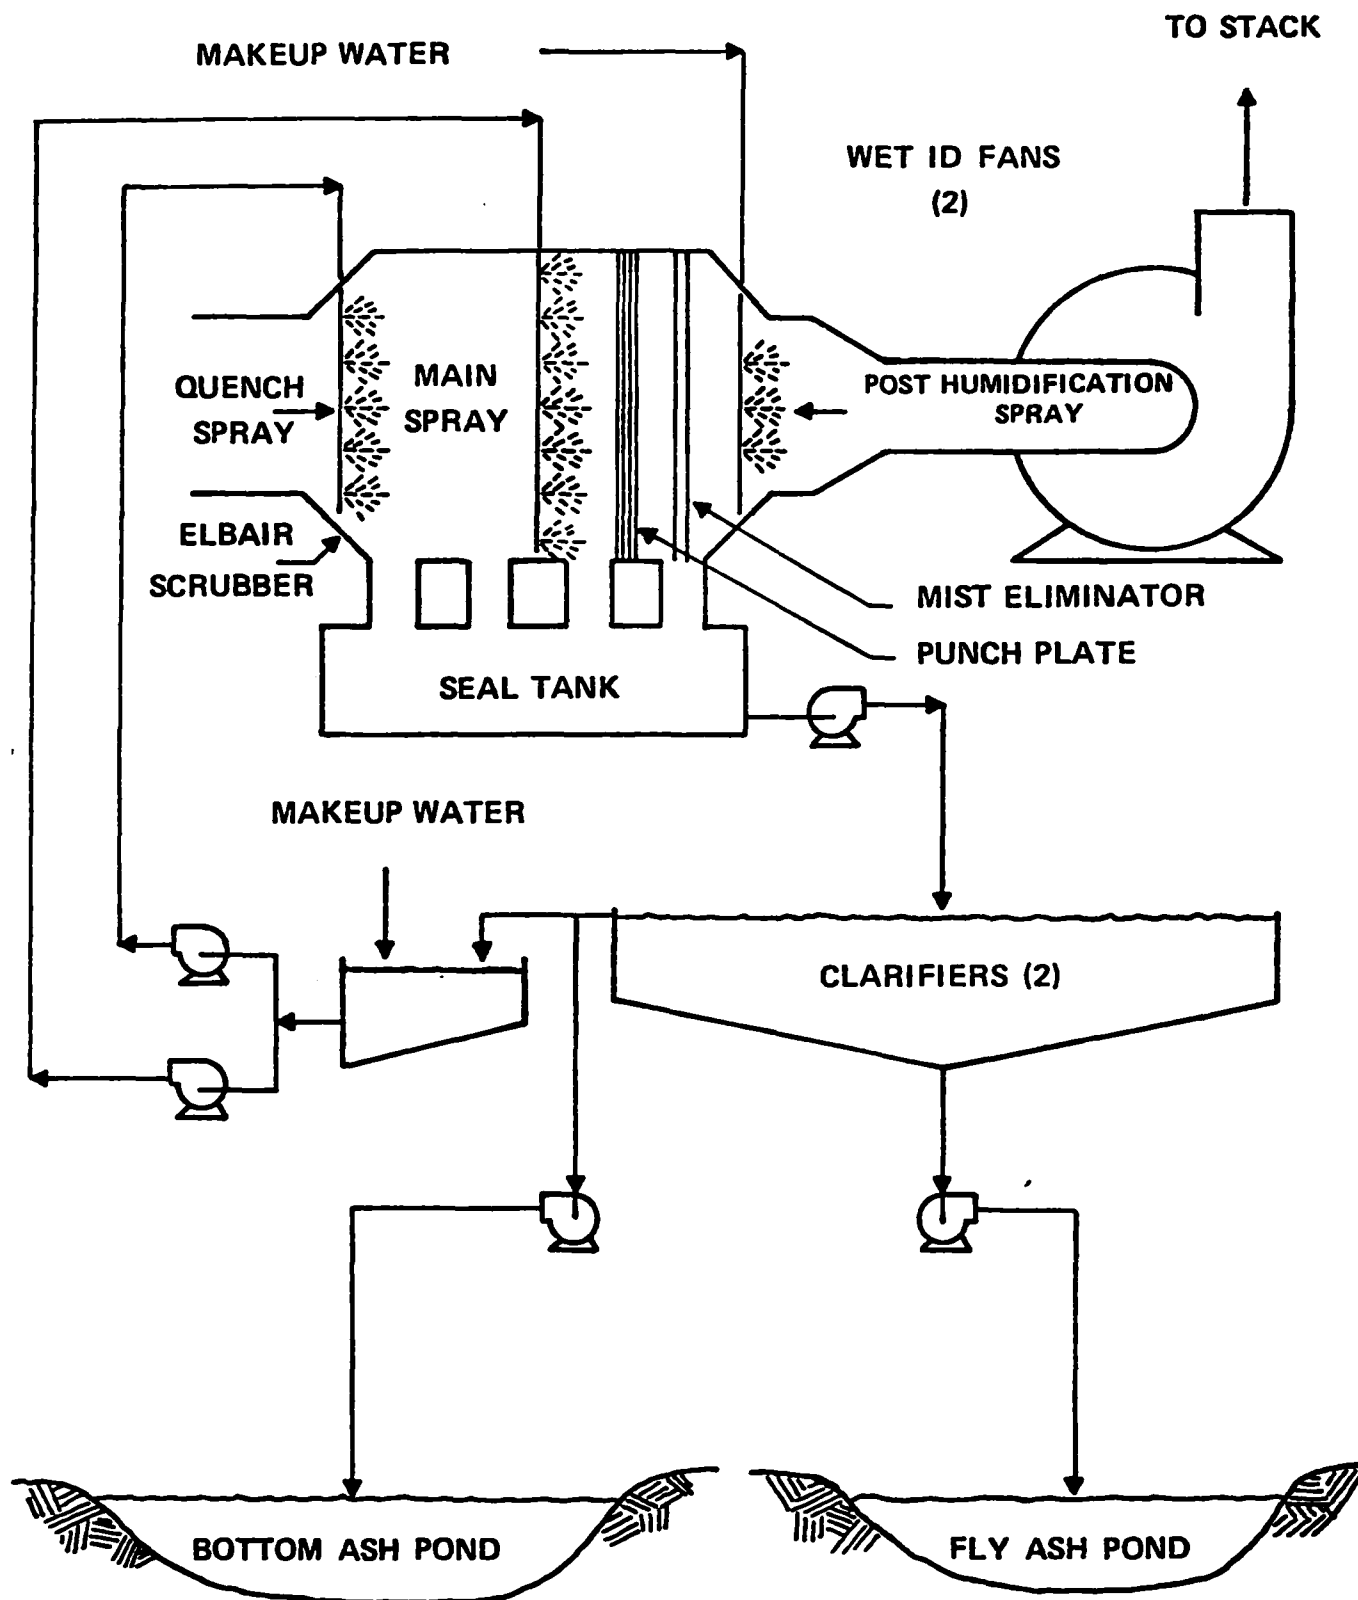 TO STACK
MAKEUP WATER
WET ID FANS
(2)
QUENCH
SPRAY
MAIN
SPRAY
POST HUMIDIFICATION
SPRAY
ELBAIR
SCRUBBER
MIST ELIMINATOR
PUNCH PLATE
SEAL TANK
MAKEUP WATER
CLARIFIERS (2)
BOTTOM ASH POND
FLY ASH POND